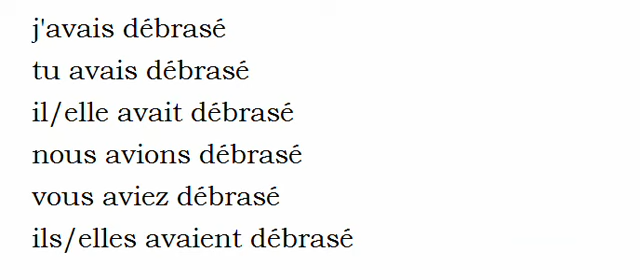 j'avais débrasé
tu avais débrasé
il/elle avait débrasé
nous avions débrasé
vous aviez débrasé
ils/elles avaient débrasé